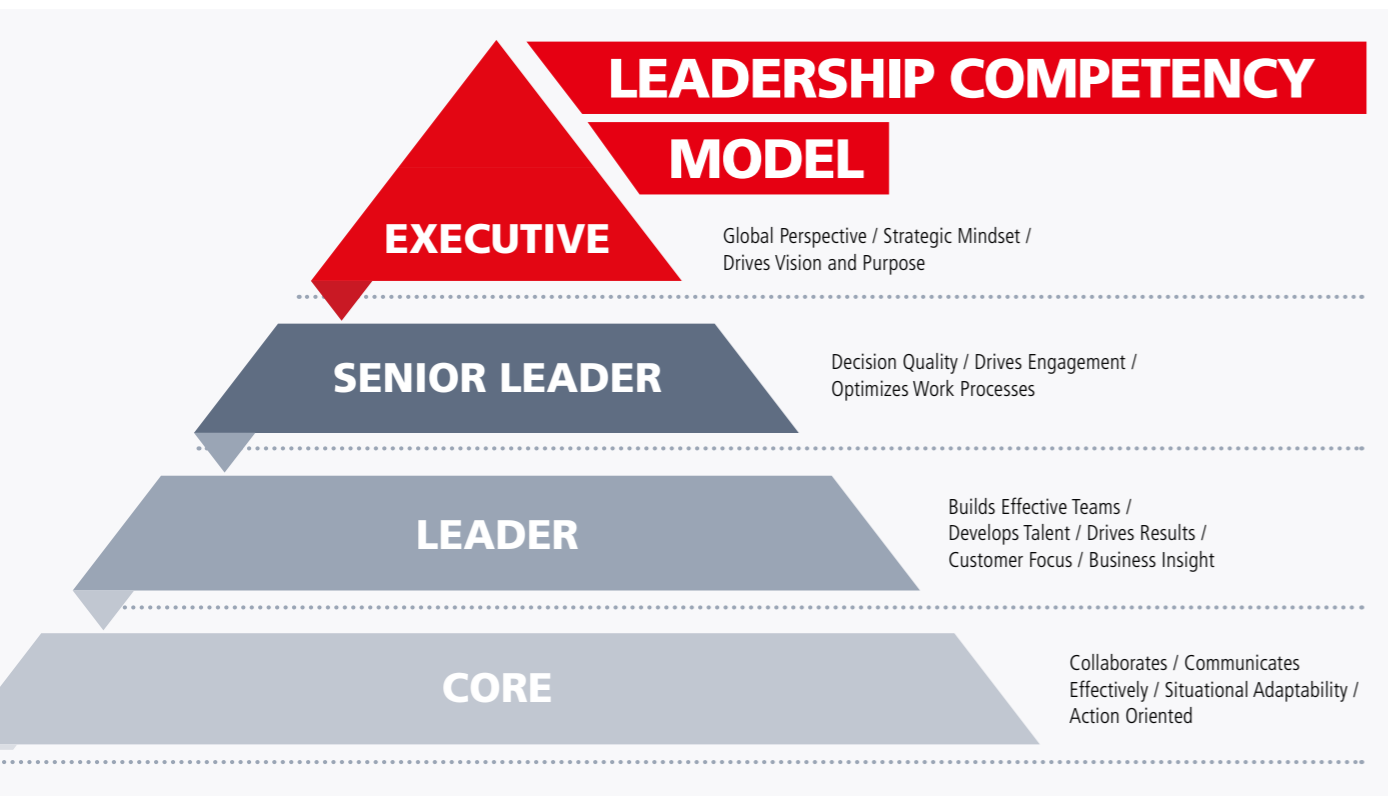 LEADERSHIP COMPETENCY
MODEL
EXECUTIVE
Global Perspective / Strategic Mindset /
Drives Vision and Purpose
SENIOR LEADER
Decision Quality / Drives Engagement /
Optimizes Work Processes
LEADER
Builds Effective Teams /
Develops Talent / Drives Results /
Customer Focus / Business Insight
CORE
Collaborates / Communicates
Effectively / Situational Adaptability /
Action Oriented